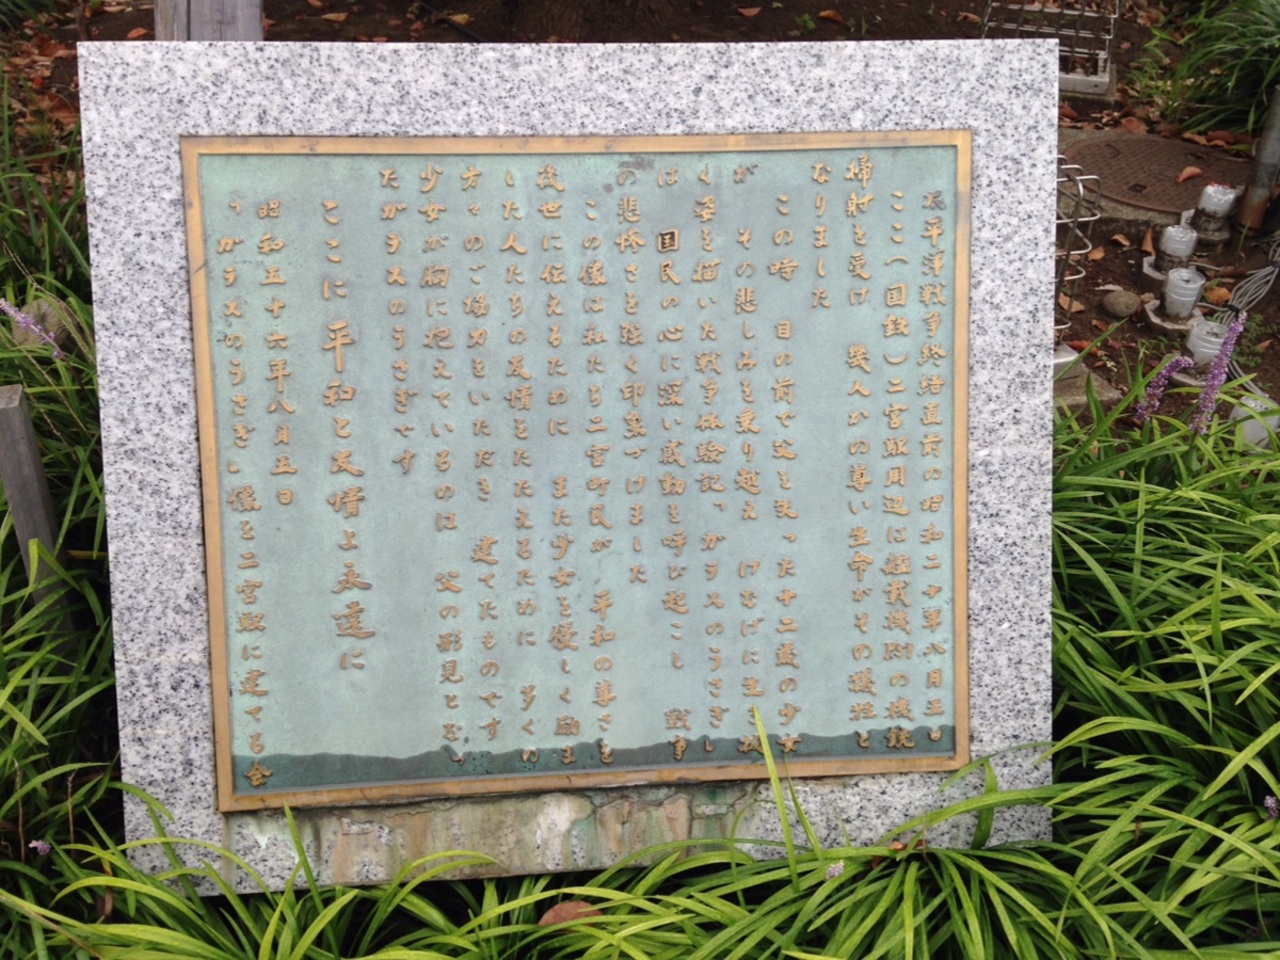 太平洋戦争終結直前の昭和二十年八月五日
ここ(国鉄)二宮駅周辺は艦載機の機銃
掃射を受け 幾人かの尊い生命がその犠牲と
なりました
この時 目の前で父を失った十二歳の少女
が その悲しみを乗り越え けなげに生き抜
く姿を描いた戦争体験記「ガラスのうさぎ」
は 国民の心に深い感動を呼び起こし 戦争
の悲惨さを強く印象づけました
この像は私たち二宮町民が 平和の尊さを
後世に伝えるために また少女を優しく励ま
した人たちの友情をたたえるために 多くの
方々のご協力をいただき 建てたものです
少女が胸に抱えているのは 父の形見となっ
たガラスのうさぎです
ここに 平和と友情よ永遠に
昭和五十六年八月五日
「ガラスのうさぎ」像を二宮駅に建てる会